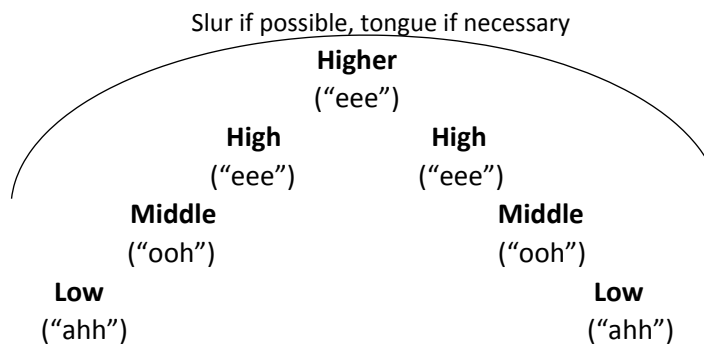 Slur if possible, tongue if necessary
Higher
(“eee”)
High High
(“eee”) (“eee”)
Middle Middle
(“ooh”) (“ooh”)
Low Low
(“ahh”) (“ahh”)